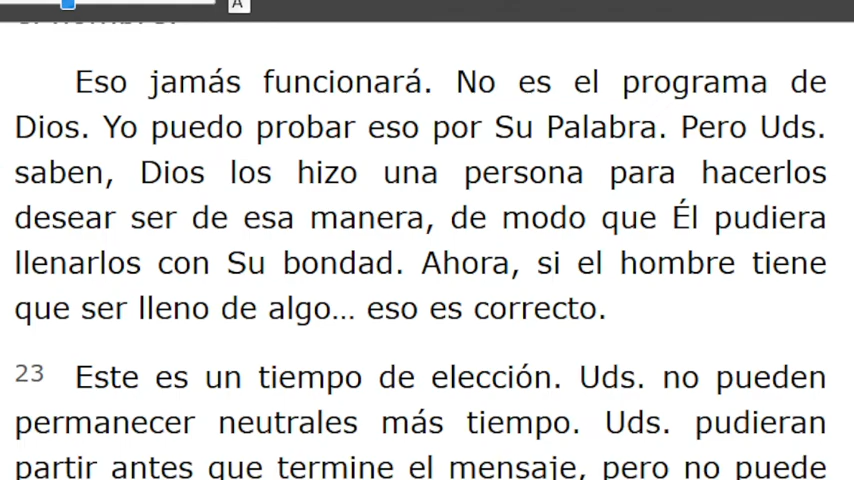 A
Eso jamás funcionará. No es el programa de
Dios. Yo puedo probar eso por Su Palabra. Pero Uds.
saben, Dios los hizo una persona para hacerlos
desear ser de esa manera, de modo que Él pudiera
llenarlos con Su bondad. Ahora, si el hombre tiene
que ser lleno de algo… eso es correcto.
23 Este es un tiempo de elección. Uds. no pueden
permanecer neutrales más tiempo. Uds. pudieran
partir antes que termine el mensaje, pero no puede